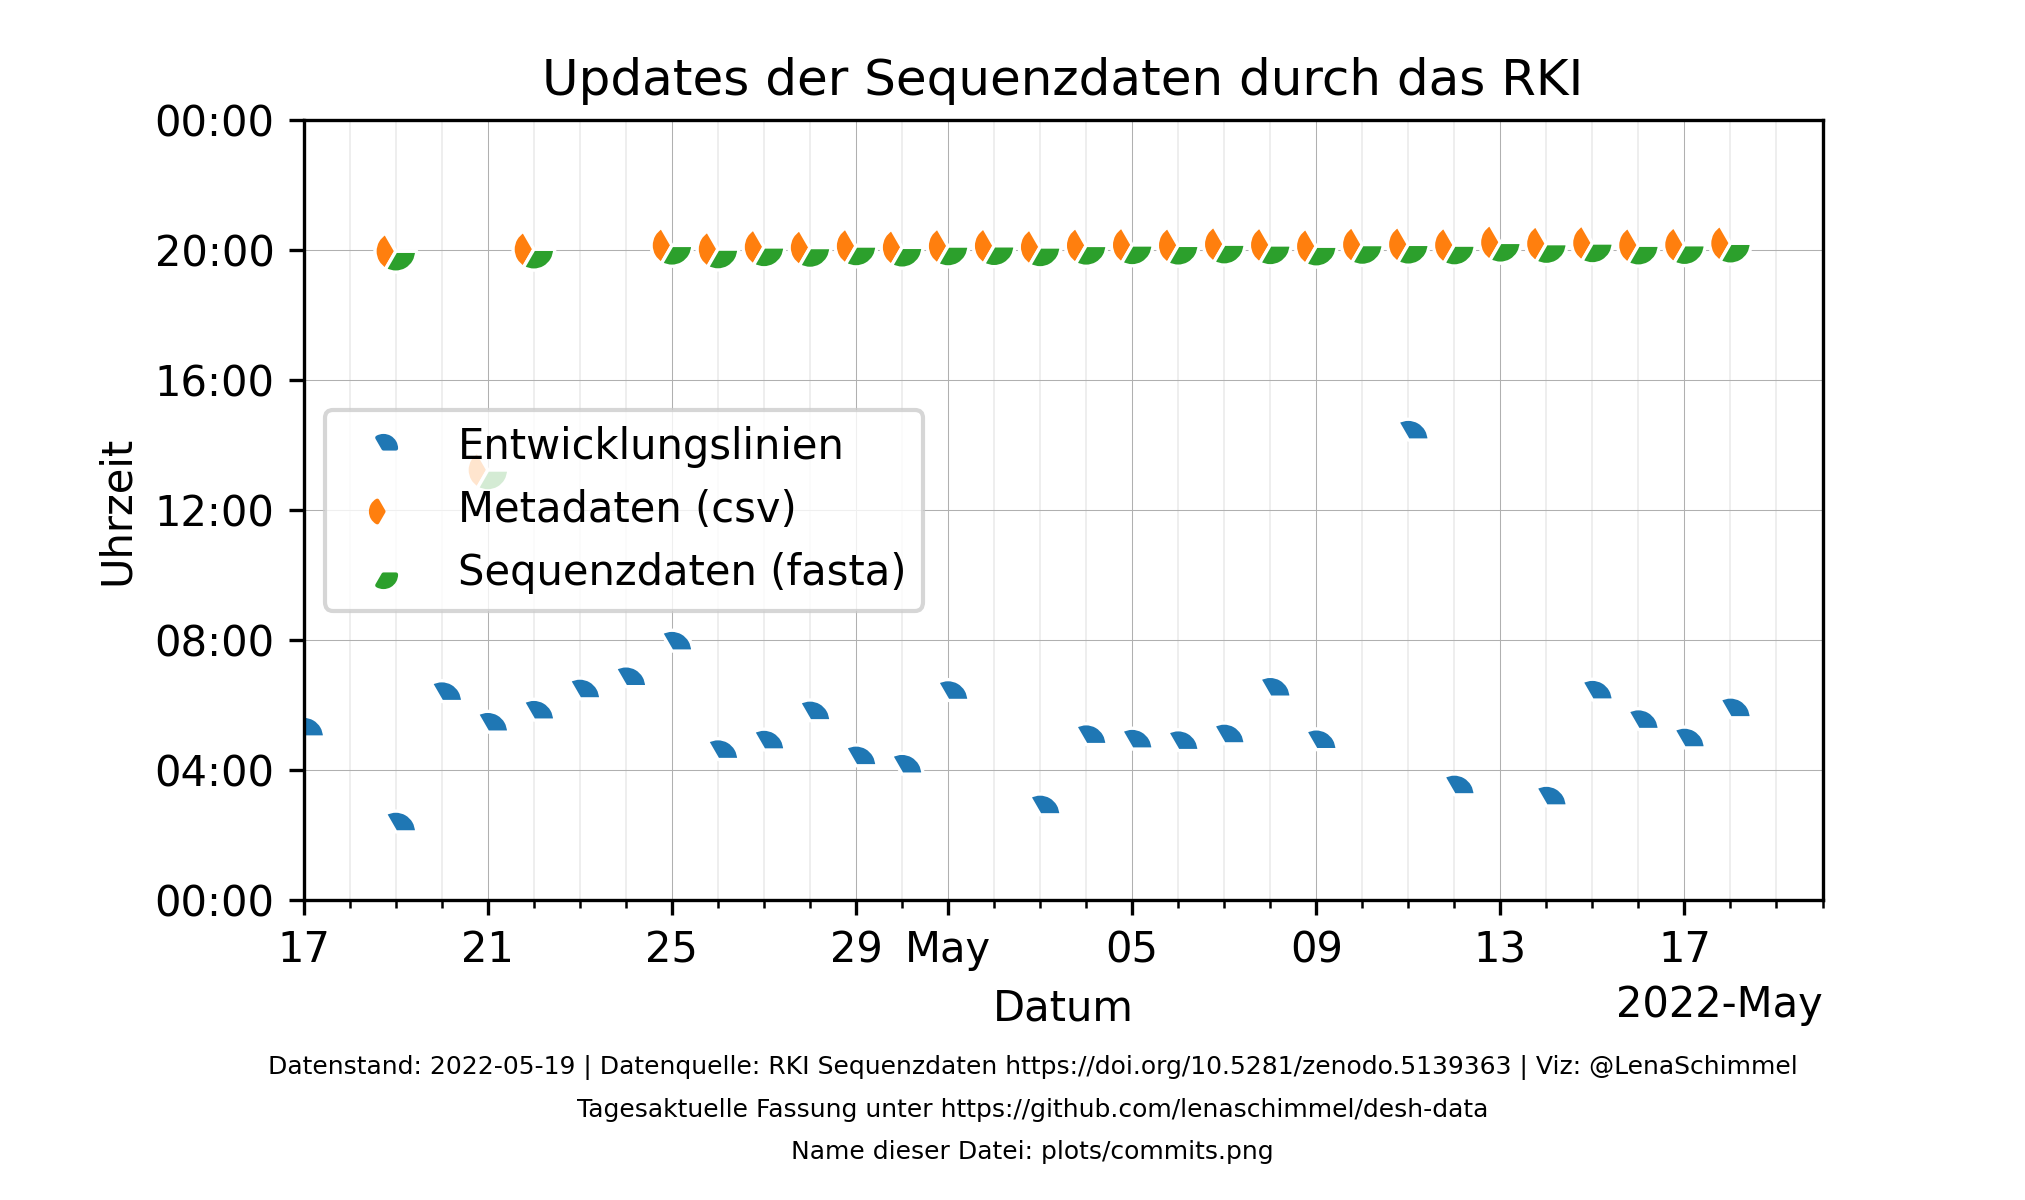 Updates der Sequenzdaten durch das RKI
00:00
20:00
16:00
12:00
08:00
04:00
00:00
Uhrzeit
Entwicklungslinien
Metadaten (csv)
Sequenzdaten (fasta)
17 21 25 29 May 05 09 13 17
Datum
2022-May
Datenstand: 2022-05-19 | Datenquelle: RKI Sequenzdaten https://doi.org/10.5281/zenodo.5139363 | Viz: @LenaSchimmel
Tagesaktuelle Fassung unter https://github.com/lenaschimmel/desh-data
Name dieser Datei: plots/commits.png